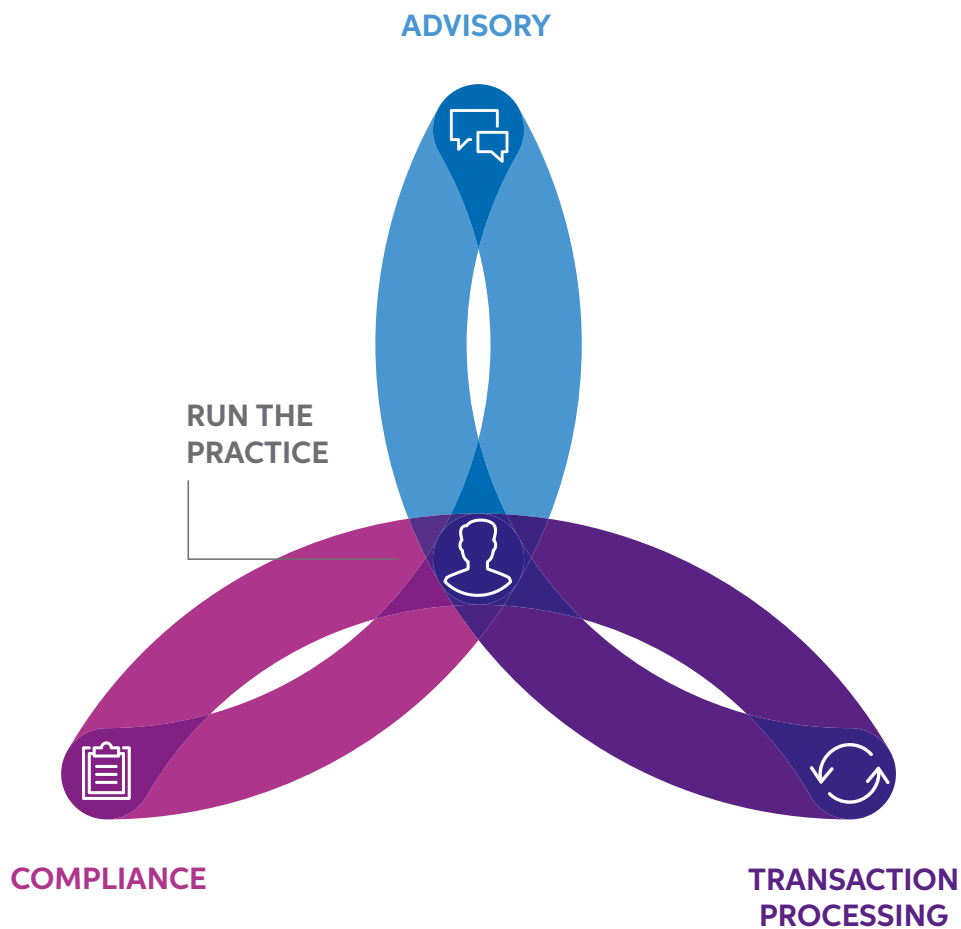 ADVISORY
RUN THE
PRACTICE
COMPLIANCE
TRANSACTION
PROCESSING